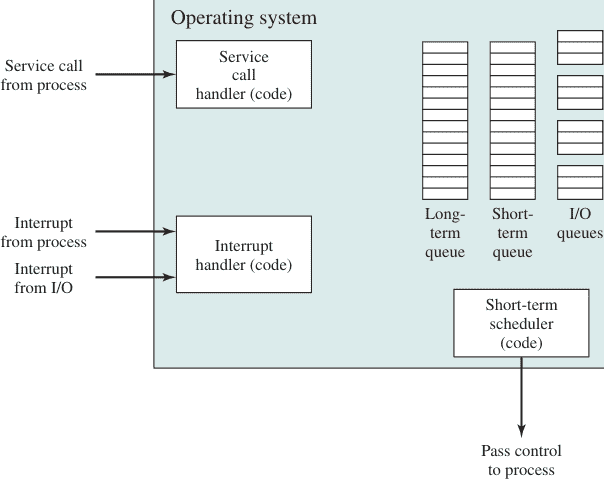 Operating system
Service call
from process
Service
call
handler (code)
Interrupt
from process
Interrupt
from I/O
Interrupt
handler (code)
Long-
term
queue
Short-
term
queue
I/O
queues
Short-term
scheduler
(code)
Pass control
to process